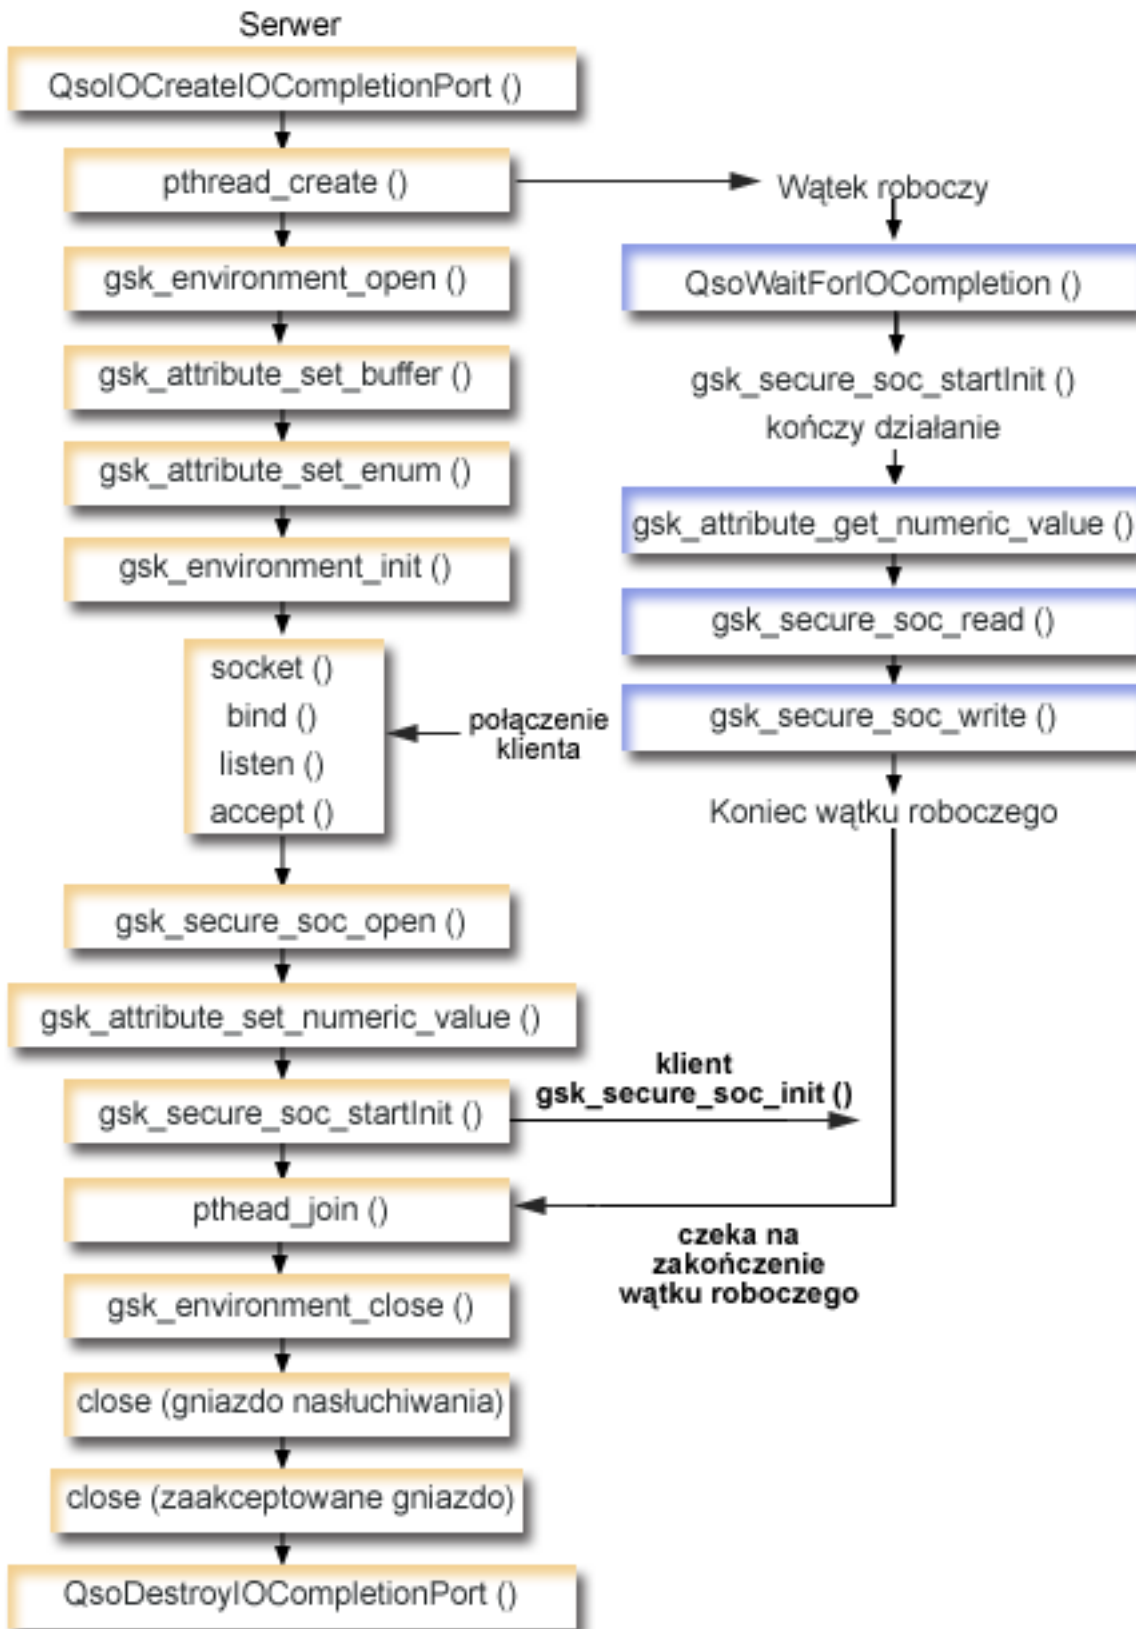 Serwer
QsoIOCreateIOCompletionPort ()
pthread_create ()
gsk_environment_open ()
gsk_attribute_set_buffer ()
gsk_attribute_set_enum ()
gsk_environment_init ()
socket ()
bind ()
listen ()
accept ()
połączenie
klienta
gsk_secure_soc_open ()
gsk_attribute_set_numeric_value ()
gsk_secure_soc_startInit ()
klient
gsk_secure_soc_init ()
pthead_join ()
czeka na
zakończenie
wątku roboczego
gsk_environment_close ()
close (gniazdo nasłuchiwania)
close (zaakceptowane gniazdo)
QsoDestroyIOCompletionPort ()
Wątek roboczy
QsoWaitForIOCompletion ()
gsk_secure_soc_startInit ()
kończy działanie
gsk_attribute_get_numeric_value ()
gsk_secure_soc_read ()
gsk_secure_soc_write ()
Koniec wątku roboczego